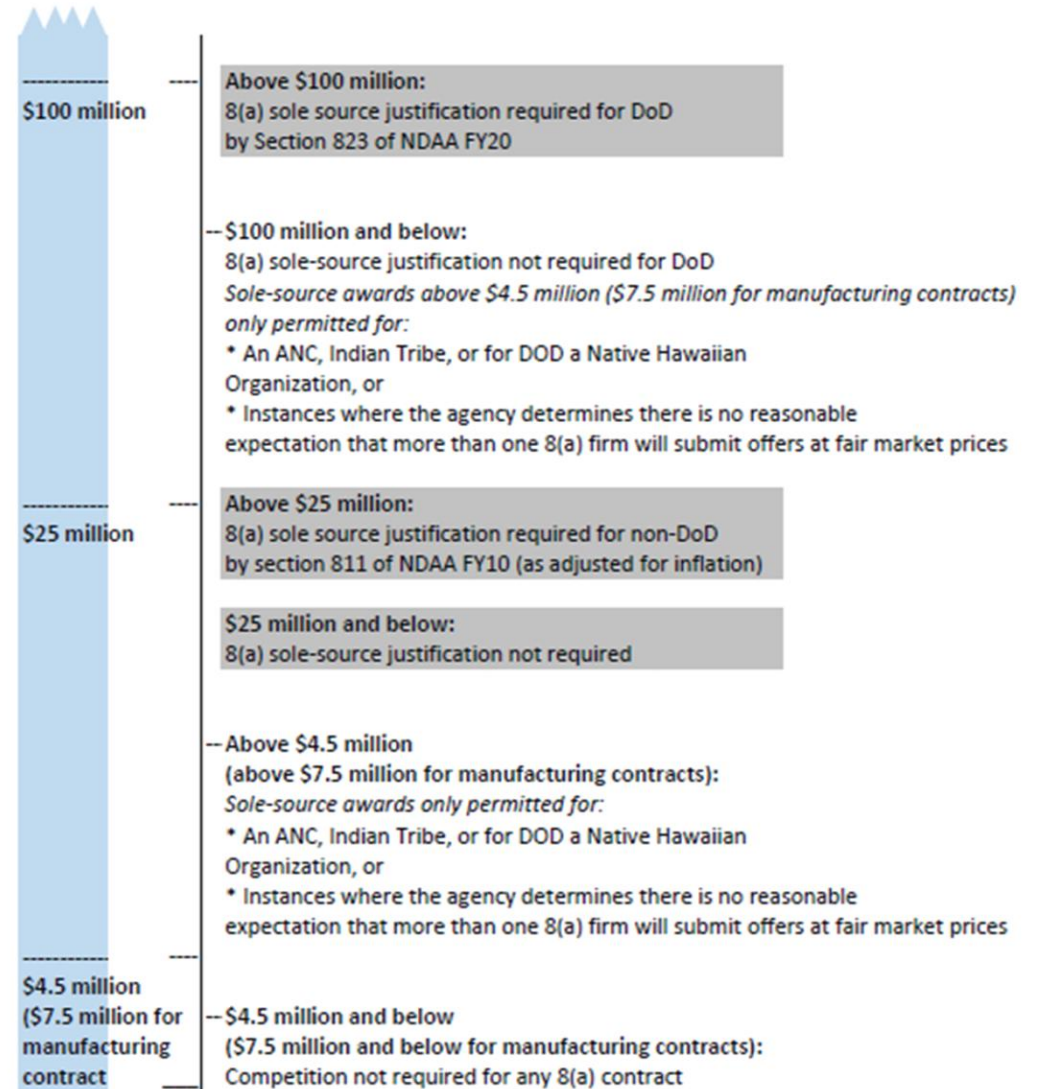 $100 million
Above $100 million:
8(a) sole source justification required for DoD
by Section 823 of NDAA FY20
--$100 million and below:
8(a) sole-source justification not required for DoD
Sole-source awards above $4.5 million ($7.5 million for manufacturing contracts)
only permitted for:
* An ANC, Indian Tribe, or for DOD a Native Hawaiian
Organization, or
* Instances where the agency determines there is no reasonable
expectation that more than one 8(a) firm will submit offers at fair market prices
$25 million
Above $25 million:
8(a) sole source justification required for non-DoD
by section 811 of NDAA FY10 (as adjusted for inflation)
$25 million and below:
8(a) sole-source justification not required
--Above $4.5 million
(above $7.5 million for manufacturing contracts):
Sole-source awards only permitted for:
* An ANC, Indian Tribe, or for DOD a Native Hawaiian
Organization, or
* Instances where the agency determines there is no reasonable
expectation that more than one 8(a) firm will submit offers at fair market prices
$4.5 million
($7.5 million for
manufacturing
contract
--$4.5 million and below
($7.5 million and below for manufacturing contracts):
Competition not required for any 8(a) contract